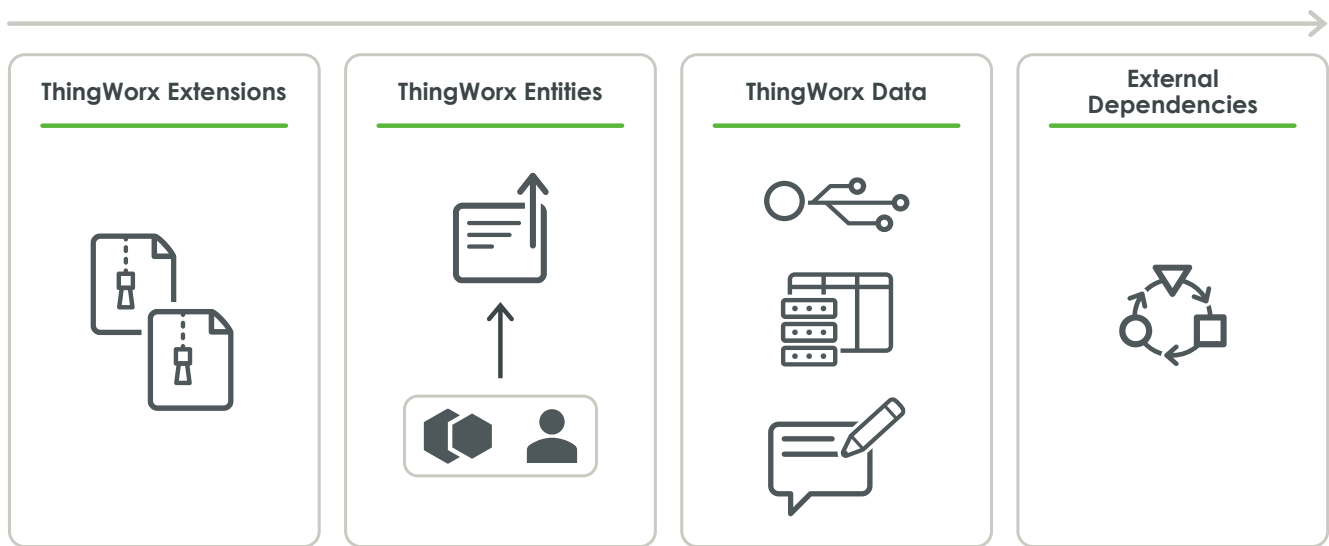 ThingWorx Extensions
ThingWorx Entities
ThingWorx Data
External
Dependencies